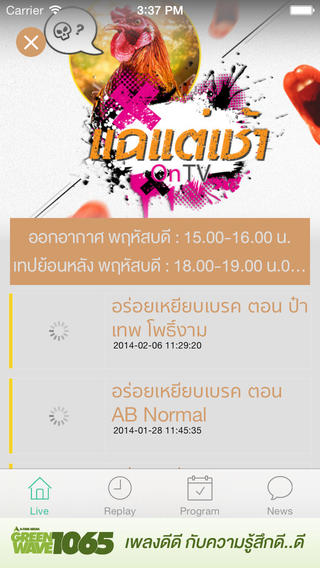 Carrier 3:37 PM
?
แฉแต่เช้า
On TV
ออกอากาศ พฤหัสบดี : 15.00-16.00 น.
เทปย้อนหลัง พฤหัสบดี : 18.00-19.00 น.0...
อร่อยเหยียบเบรค ตอน ป๋า
เทพ โพธิ์งาม
2014-02-06 11:29:20
อร่อยเหยียบเบรค ตอน
AB Normal
2014-01-28 11:45:35
Live Replay Program News
A-TIME MEDIA
GREEN WAVE 1065 เพลงดีดี กับความรู้สึกดี..ดี